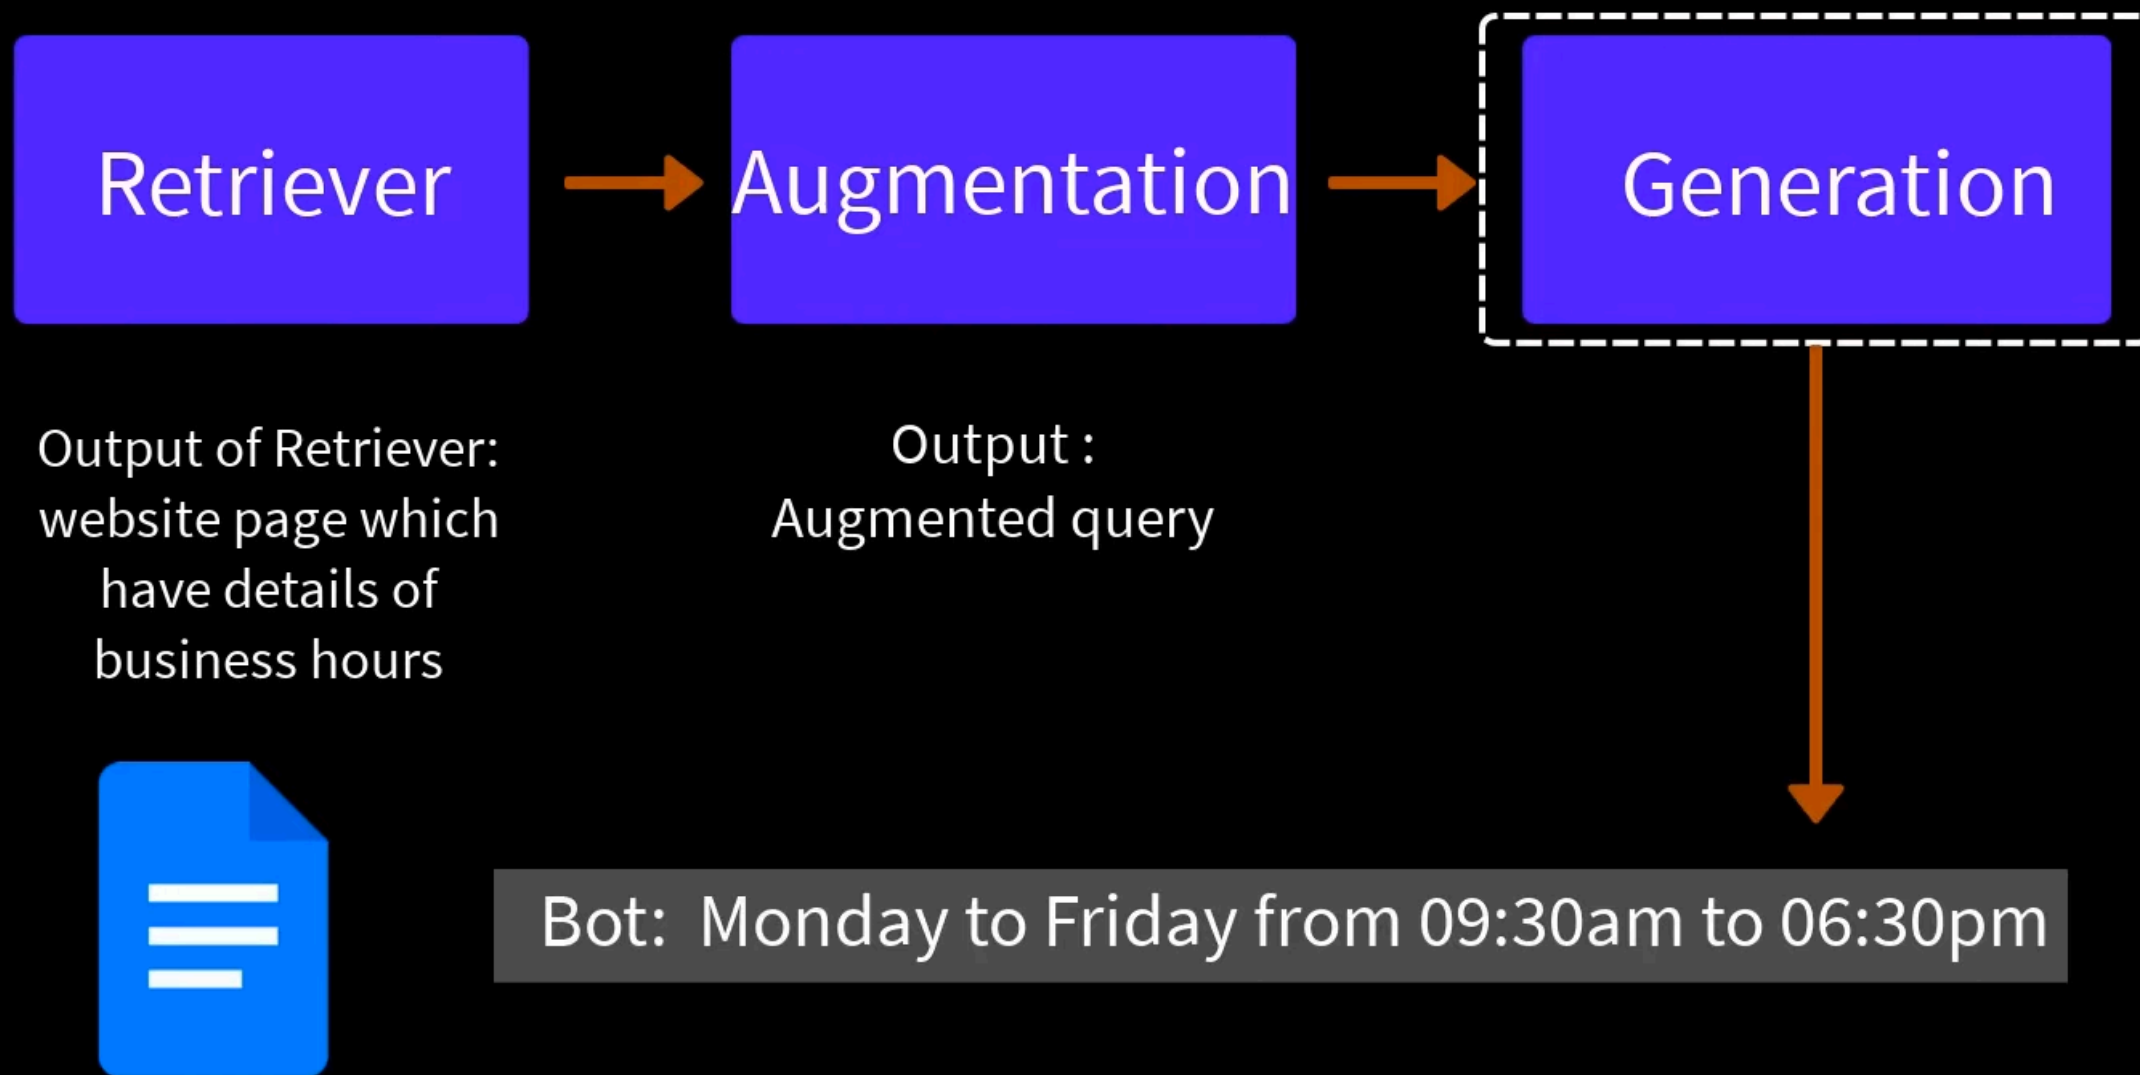 Retriever
Augmentation
Generation
Output of Retriever:
website page which
have details of
business hours
Output :
Augmented query
Bot:  Monday to Friday from 09:30am to 06:30pm